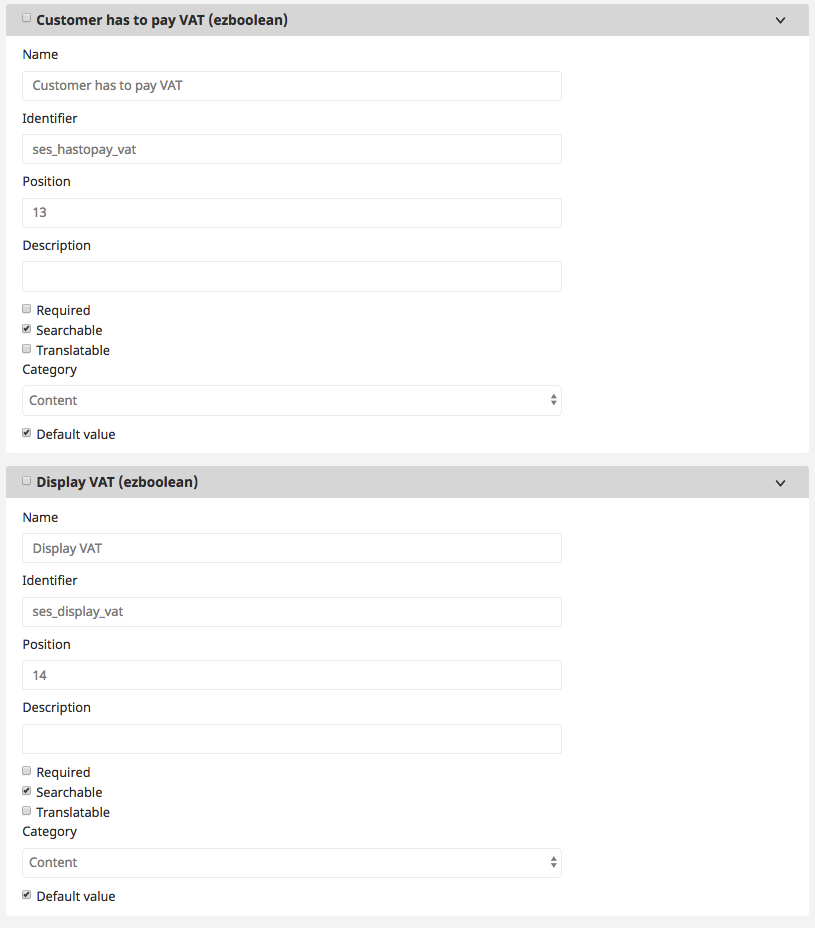 Customer has to pay VAT (ezboolean)
Name
Customer has to pay VAT
Identifier
ses_hastopay_vat
Position
13
Description
Required
Searchable
Translatable
Category
Content
Default value
Display VAT (ezboolean)
Name
Display VAT
Identifier
ses_display_vat
Position
14
Description
Required
Searchable
Translatable
Category
Content
Default value